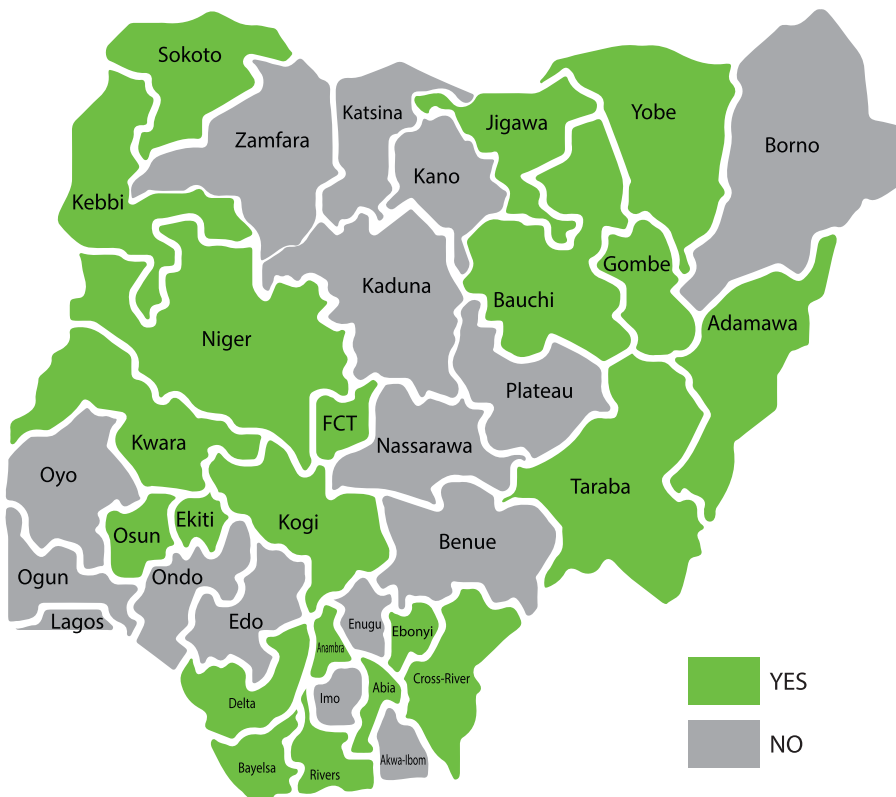 Sokoto
Zamfara
Katsina
Jigawa
Yobe
Borno
Kano
Kebbi
Gombe
Kaduna
Bauchi
Adamawa
Niger
Plateau
FCT
Kwara
Nassarawa
Oyo
Taraba
Ekiti
Kogi
Osun
Benue
Ogun
Ondo
Lagos
Edo
Enugu
Ebonyi
Anambra
Cross-River
Abia
Imo
Delta
Akwa-Ibom
Bayelsa
Rivers
YES
NO